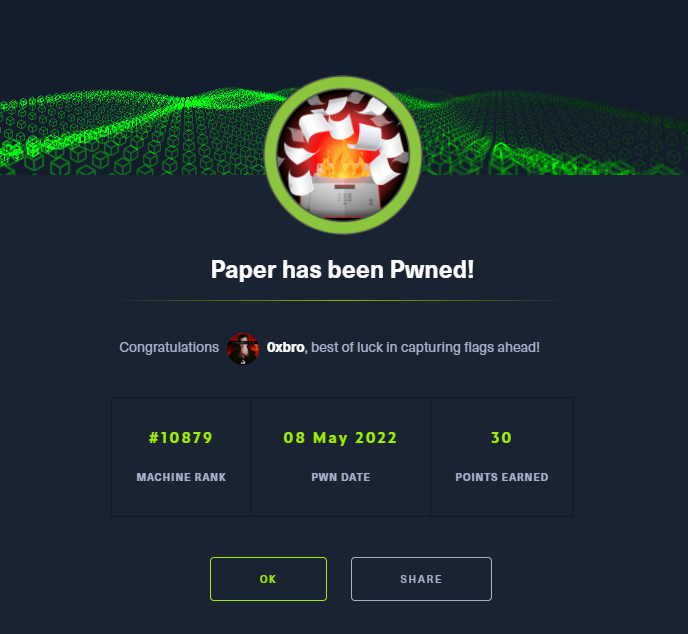 Paper has been Pwned!
Congratulations 0xbro, best of luck in capturing flags ahead!
#10879 08 May 2022 30
MACHINE RANK PWN DATE POINTS EARNED
OK SHARE